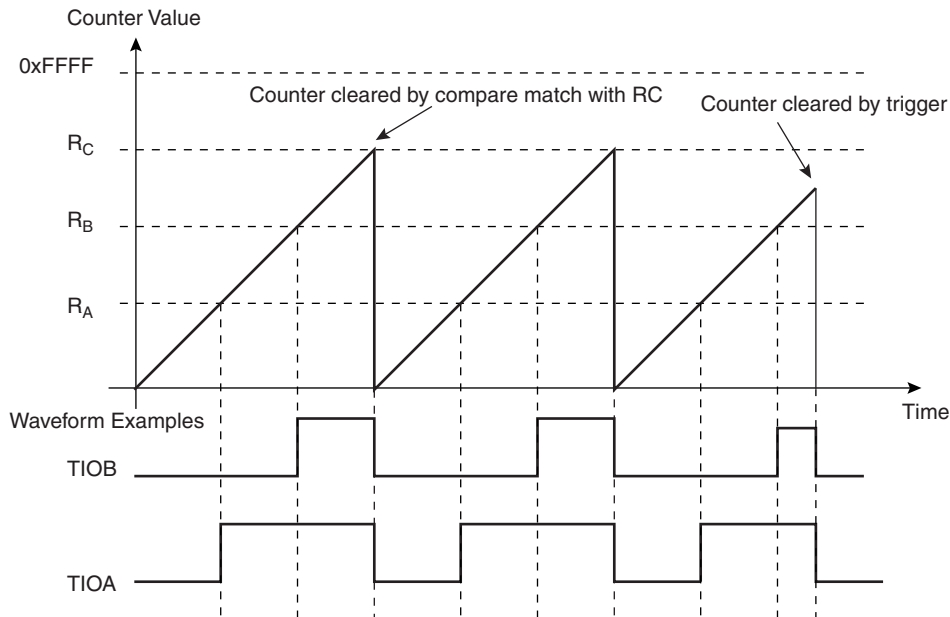 Counter Value
0xFFFF
Counter cleared by compare match with RC
Counter cleared by trigger
RC
RB
RA
Time
Waveform Examples
TIOB
TIOA